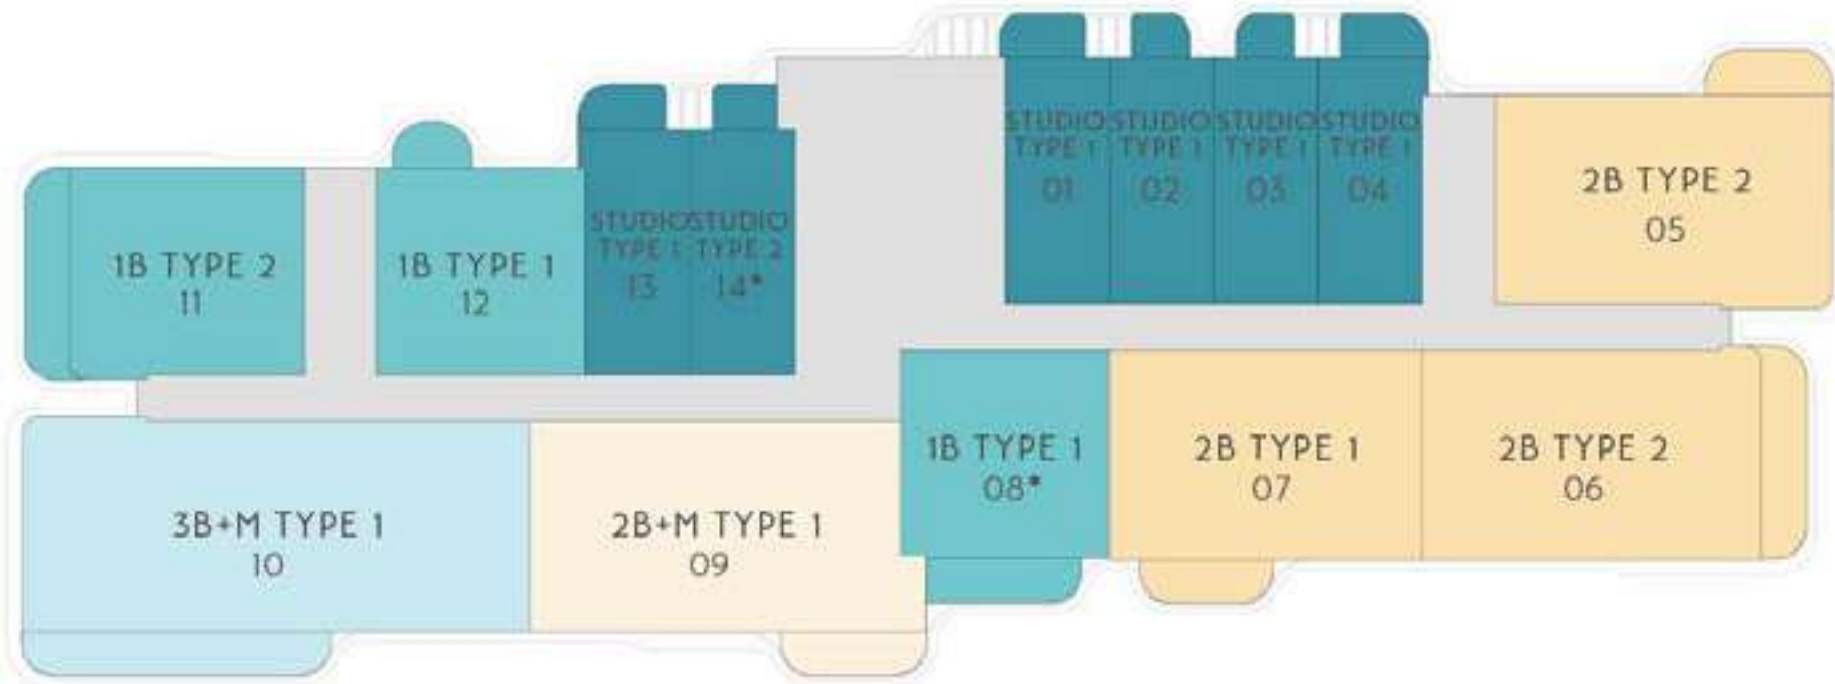 STUDIO TYPE 1 01
STUDIO TYPE 1 02
STUDIO TYPE 1 03
STUDIO TYPE 1 04
2B TYPE 2
05
1B TYPE 2
11
1B TYPE 1
12
STUDIO TYPE 1 13
STUDIO TYPE 2 14*
1B TYPE 1
08*
2B TYPE 1
07
2B TYPE 2
06
3B+M TYPE 1
10
2B+M TYPE 1
09